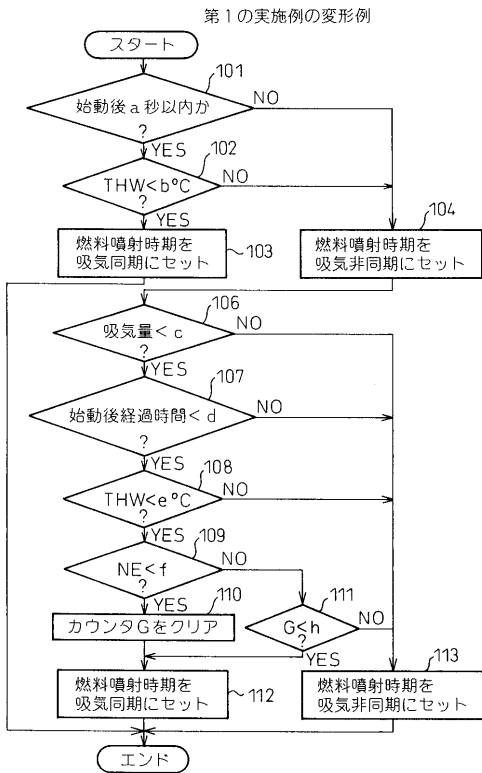 第１の実施例の変形例
スタート
101
始動後ａ秒以内か
?
NO
YES
102
THW<b°C
?
NO
YES
103
燃料噴射時期を
吸気同期にセット
104
燃料噴射時期を
吸気非同期にセット
106
吸気量<c
?
NO
YES
107
始動後経過時間<d
?
NO
YES
108
THW<e°C
?
NO
YES
109
NE<f
?
NO
YES
110
カウンタGをクリア
111
G<h
?
NO
YES
112
燃料噴射時期を
吸気同期にセット
113
燃料噴射時期を
吸気非同期にセット
エンド